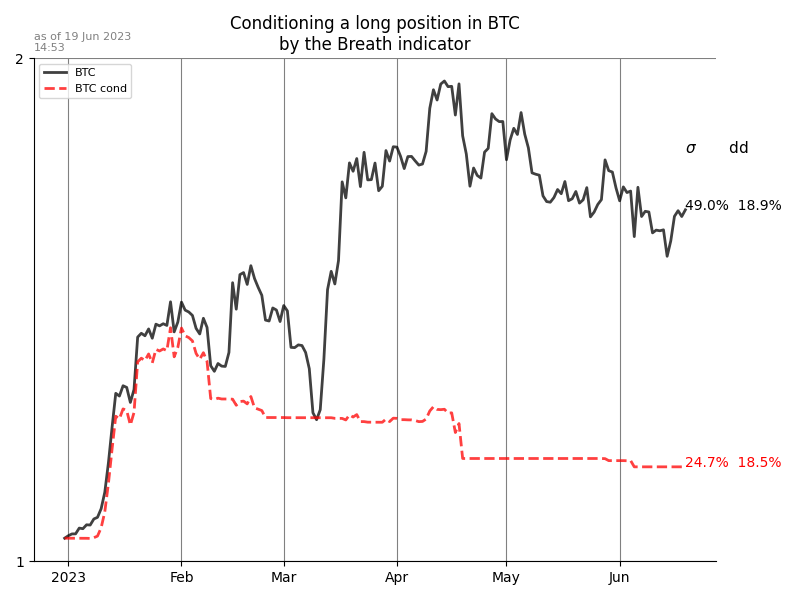 Conditioning a long position in BTC
by the Breath indicator
as of 19 Jun 2023
14:53
2
BTC
BTC cond
σ dd
49.0% 18.9%
24.7% 18.5%
1
2023 Feb Mar Apr May Jun